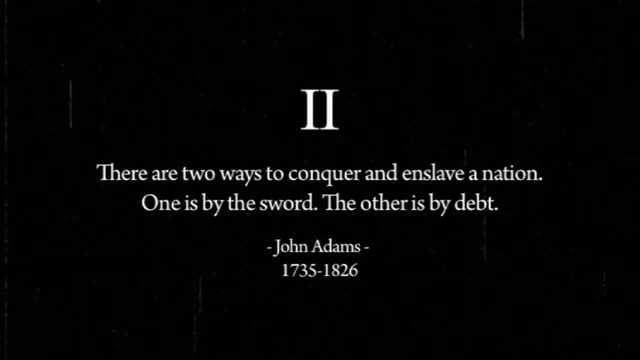 II
There are two ways to conquer and enslave a nation.
One is by the sword. The other is by debt.
- John Adams -
1735-1826